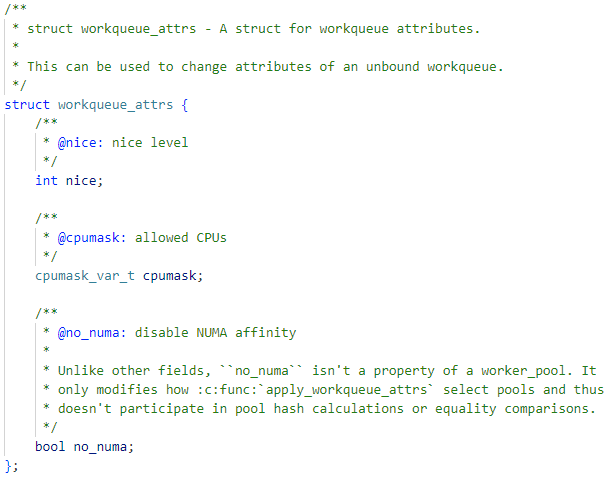 /**
 * struct workqueue_attrs - A struct for workqueue attributes.
 *
 * This can be used to change attributes of an unbound workqueue.
 */
struct workqueue_attrs {
    /**
     * @nice: nice level
     */
    int nice;

    /**
     * @cpumask: allowed CPUs
     */
    cpumask_var_t cpumask;

    /**
     * @no_numa: disable NUMA affinity
     *
     * Unlike other fields, ``no_numa`` isn't a property of a worker_pool. It
     * only modifies how :c:func:`apply_workqueue_attrs` select pools and thus
     * doesn't participate in pool hash calculations or equality comparisons.
     */
    bool no_numa;
};